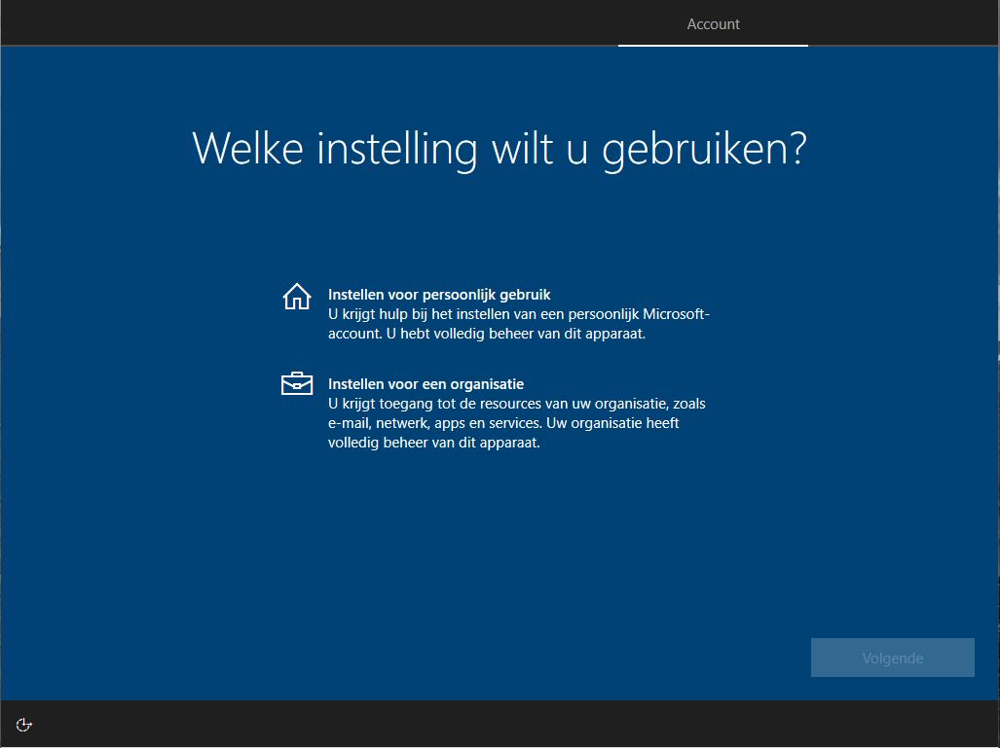 Account
Welke instelling wilt u gebruiken?
Instellen voor persoonlijk gebruik
U krijgt hulp bij het instellen van een persoonlijk Microsoft-
account. U hebt volledig beheer van dit apparaat.
Instellen voor een organisatie
U krijgt toegang tot de resources van uw organisatie, zoals
e-mail, netwerk, apps en services. Uw organisatie heeft
volledig beheer van dit apparaat.
Volgende